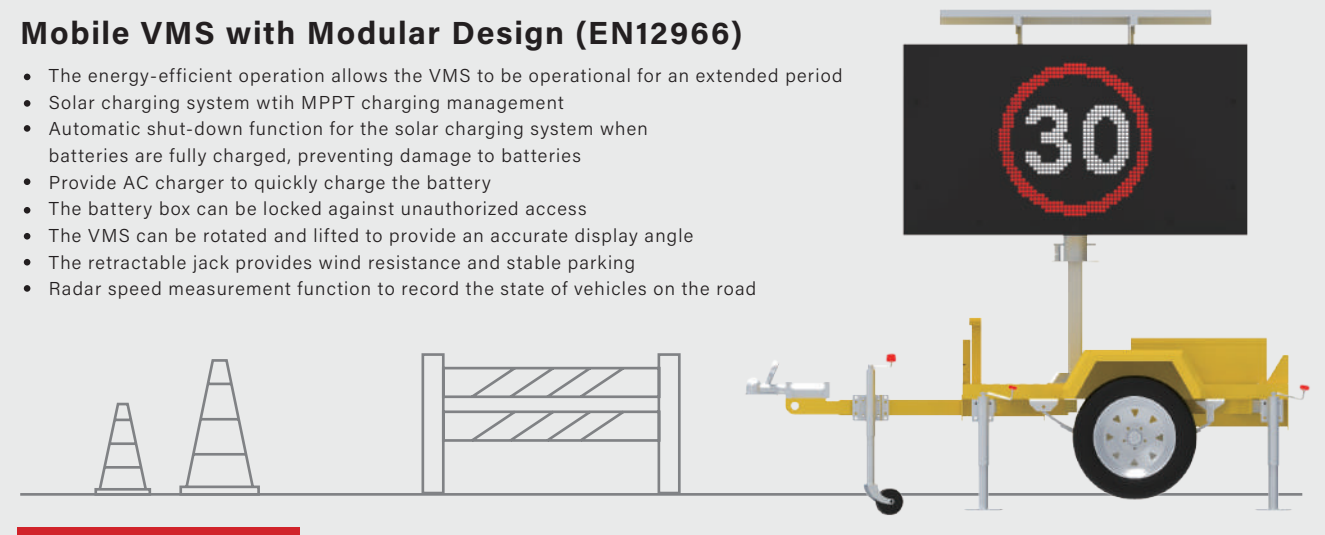 Mobile VMS with Modular Design (EN12966)
• The energy-efficient operation allows the VMS to be operational for an extended period
• Solar charging system wtih MPPT charging management
• Automatic shut-down function for the solar charging system when
batteries are fully charged, preventing damage to batteries
• Provide AC charger to quickly charge the battery
• The battery box can be locked against unauthorized access
• The VMS can be rotated and lifted to provide an accurate display angle
• The retractable jack provides wind resistance and stable parking
• Radar speed measurement function to record the state of vehicles on the road
30